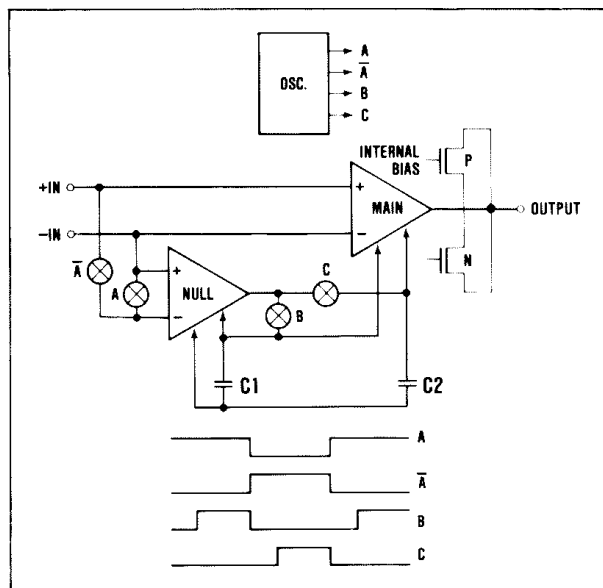 OSC.
A
A̅
B
C
INTERNAL
BIAS
P
+IN
+
MAIN
OUTPUT
−IN
−
N
A̅
A
+
NULL
−
C
B
C1
C2
A
A̅
B
C